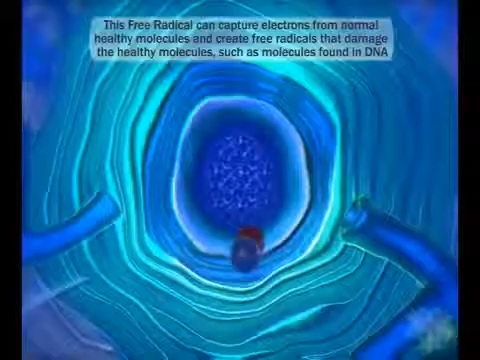 This Free Radical can capture electrons from normal
healthy molecules and create free radicals that damage
the healthy molecules, such as molecules found in DNA